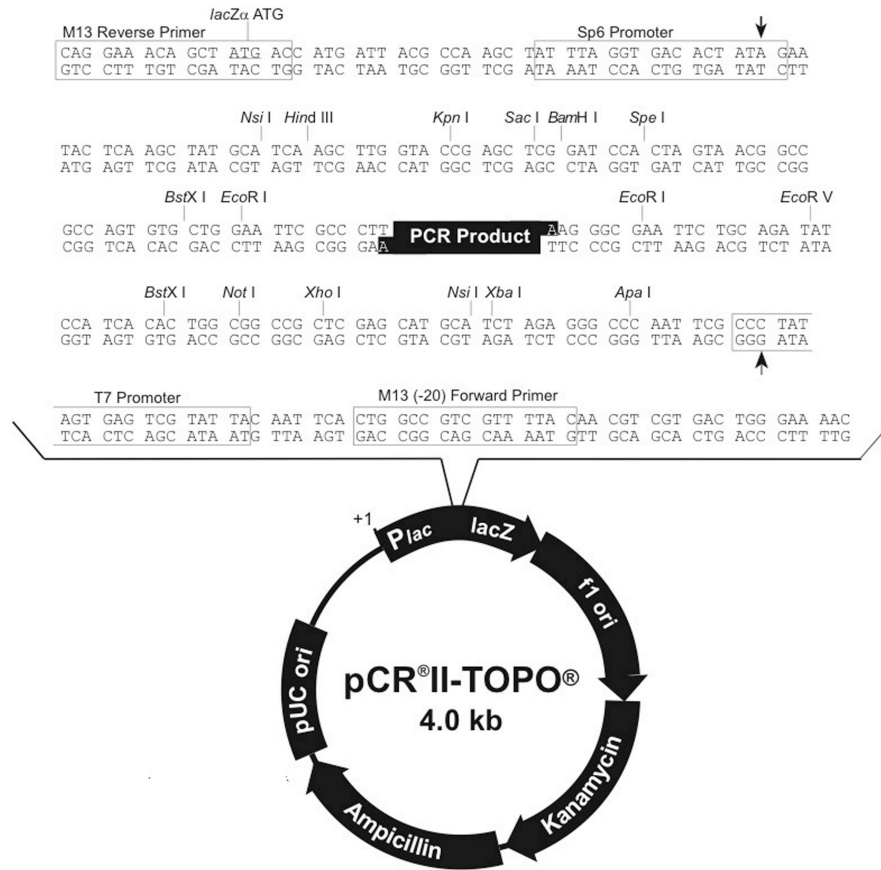 lacZα ATG
M13 Reverse Primer
Sp6 Promoter
CAG GAA ACA GCT ATG ACC ATG ATT ACG CCA AGC TAT TTA GGT GAC ACT ATA GAA
GTC CTT TGT CGA TAC TGG TAC TAA TGC GGT TCG ATA AAT CCA CTG TGA TAT CTT
Nsi I Hind III Kpn I Sac I BamH I Spe I
TAC TCA AGC TAT GCA TCA AGC TTG GTA CCG AGC TCG GAT CCA CTA GTA ACG GCC
ATG AGT TCG ATA CGT AGT TCG AAC CAT GGC TCG AGC CTA GGT GAT CAT TGC CGG
BstX I EcoR I EcoR I EcoR V
GCC AGT GTG CTG GAA TTC GCC CTT AAG GGC GAA TTC TGC AGA TAT
PCR Product
CGG TCA CAC GAC CTT AAG CGG GAA TTC CCG CTT AAG ACG TCT ATA
BstX I Not I Xho I Nsi I Xba I Apa I
CCA TCA CAC TGG CGG CCG CTC GAG CAT GCA TCT AGA GGG CCC AAT TCG CCC TAT
GGT AGT GTG ACC GCC GGC GAG CTC GTA CGT AGA TCT CCC GGG TTA AGC GGG ATA
T7 Promoter M13 (-20) Forward Primer
AGT GAG TCG TAT TAC AAT TCA CTG GCC GTC GTT TTA CAA CGT CGT GAC TGG GAA AAC
TCA CTC AGC ATA ATG TTA AGT GAC CGG CAG CAA AAT GTT GCA GCA CTG ACC CTT TTG
+1
Plac lacZ
f1 ori
pUC ori
pCR®II-TOPO®
4.0 kb
Kanamycin
Ampicillin